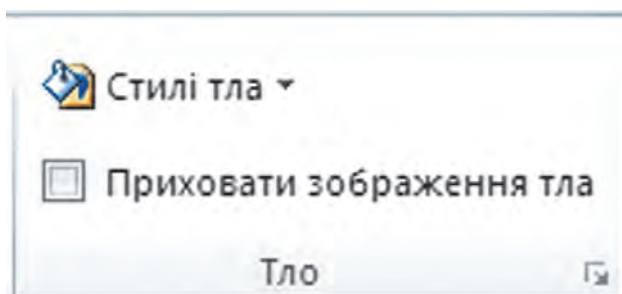 Стилі тла
Приховати зображення тла
Тло